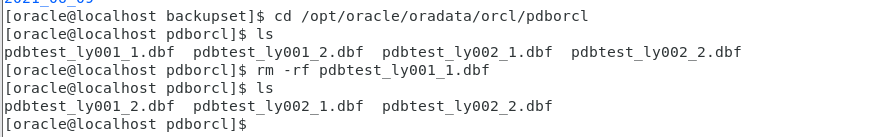 [oracle@localhost backupset]$ cd /opt/oracle/oradata/orcl/pdborcl
[oracle@localhost pdborcl]$ ls
pdbtest_ly001_1.dbf  pdbtest_ly001_2.dbf  pdbtest_ly002_1.dbf  pdbtest_ly002_2.dbf
[oracle@localhost pdborcl]$ rm -rf pdbtest_ly001_1.dbf
[oracle@localhost pdborcl]$ ls
pdbtest_ly001_2.dbf  pdbtest_ly002_1.dbf  pdbtest_ly002_2.dbf
[oracle@localhost pdborcl]$